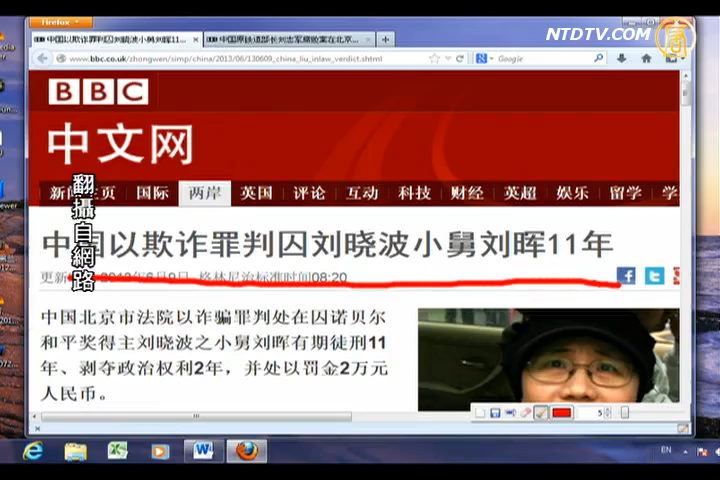 Firefox
NTDTV.COM
中国以欺诈罪判囚刘晓波小舅刘晖11...
中国原铁道部长刘志军腐败案在北京...
www.bbc.co.uk/zhongwen/simp/china/2013/06/130609_china_liu_inlaw_verdict.shtml
Google
BBC
中文网
国际 两岸 英国 评论 互动 科技 财经 英超 娱乐 留学
翻攝自網路
中国以欺诈罪判囚刘晓波小舅刘晖11年
更新 2013年6月9日, 格林尼治标准时间08:20
中国北京市法院以诈骗罪判处在囚诺贝尔
和平奖得主刘晓波之小舅刘晖有期徒刑11
年、剥夺政治权利2年，并处以罚金2万元
人民币。
5
EN